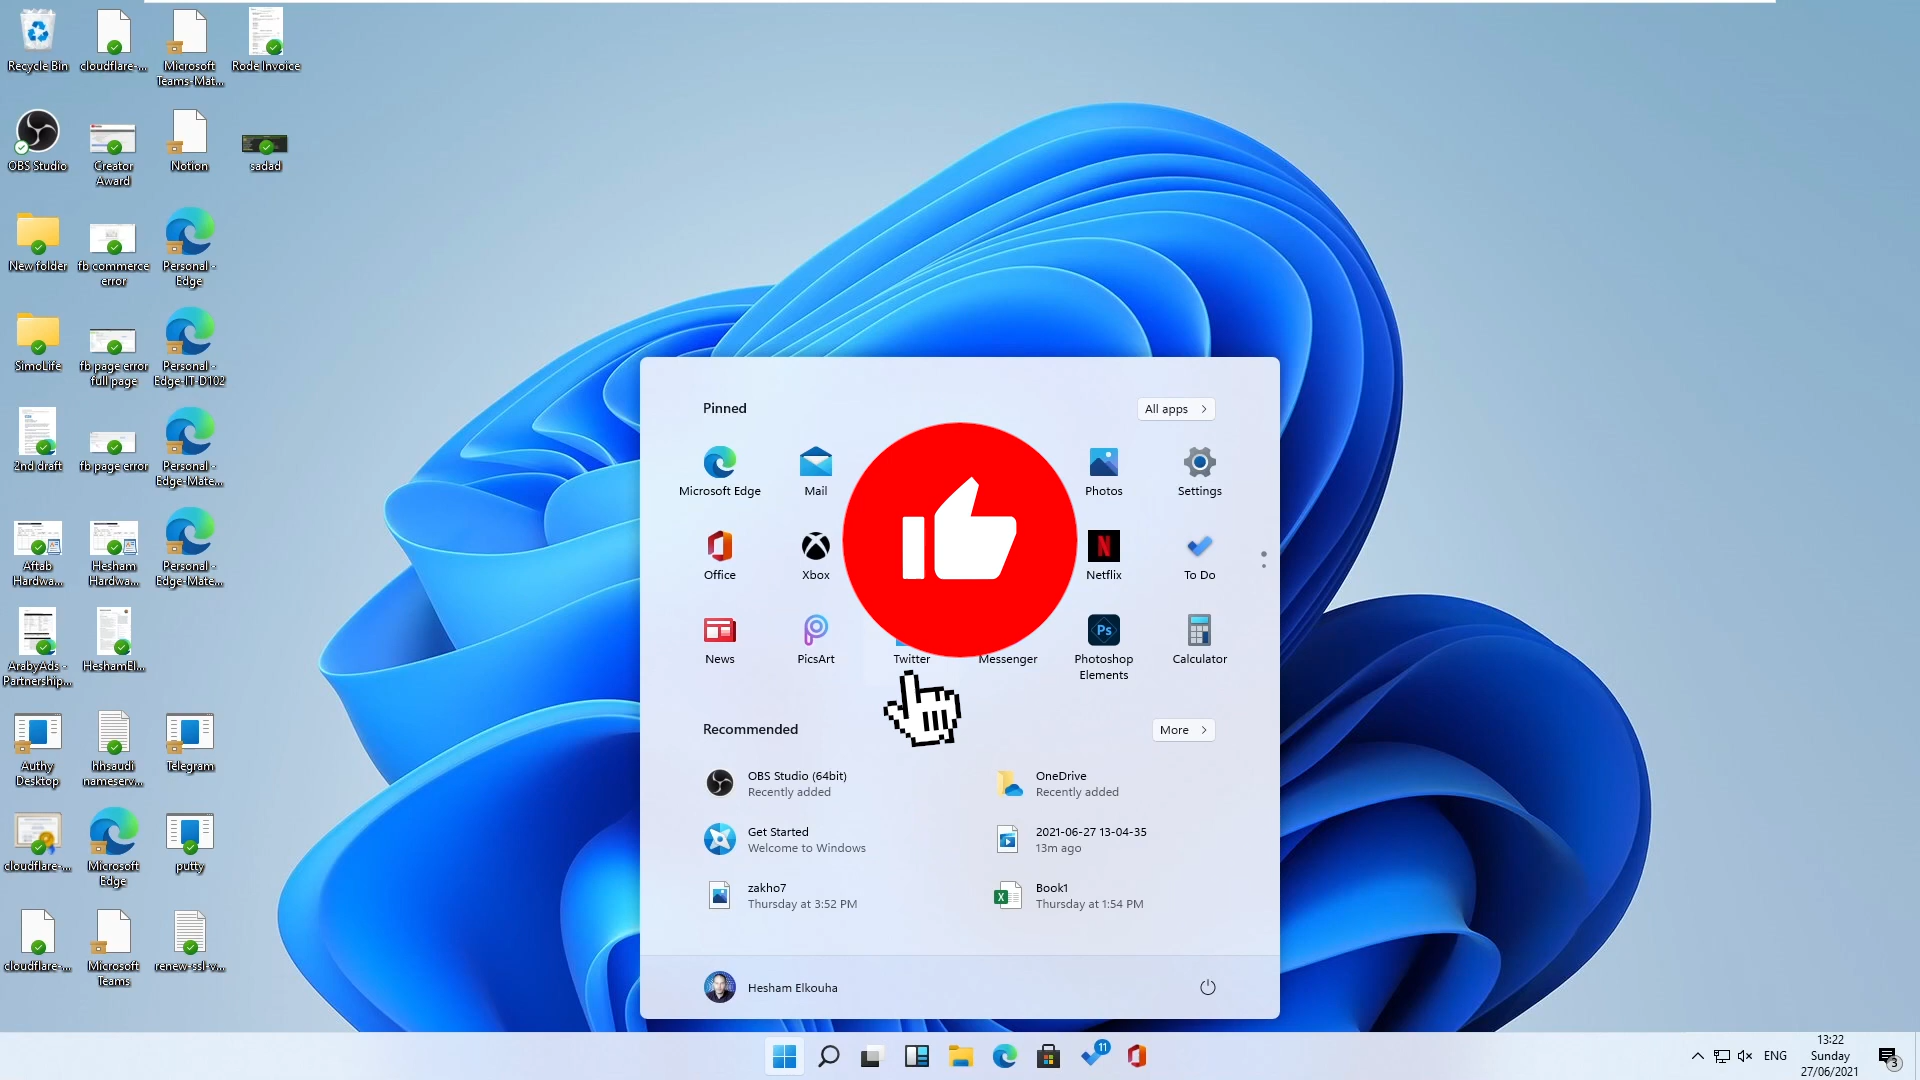 Recycle Bin
cloudflare-...
Microsoft
Teams-Mat...
Rode Invoice
OBS Studio
Creator
Award
Notion
sadad
New folder
fb commerce
error
Personal -
Edge
SimoLife
fb page error
full page
Personal -
Edge-IT-D102
2nd draft
fb page error
Personal -
Edge-Mate...
Aftab
Hardwa...
Hesham
Hardwa...
Personal -
Edge-Mate...
ArabyAds -
Partnership...
HeshamEl...
Authy
Desktop
hhsaudi
nameserv...
Telegram
cloudflare-...
Microsoft
Edge
putty
cloudflare-...
Microsoft
Teams
renew-ssl-v...
Pinned
All apps
Microsoft Edge
Mail
Photos
Settings
Office
Xbox
Netflix
To Do
News
PicsArt
Twitter
Messenger
Ps
Photoshop
Elements
Calculator
Recommended
More
OBS Studio (64bit)
Recently added
OneDrive
Recently added
Get Started
Welcome to Windows
2021-06-27 13-04-35
13m ago
zakho7
Thursday at 3:52 PM
Book1
Thursday at 1:54 PM
Hesham Elkouha
11
ENG
13:22
Sunday
27/06/2021
3